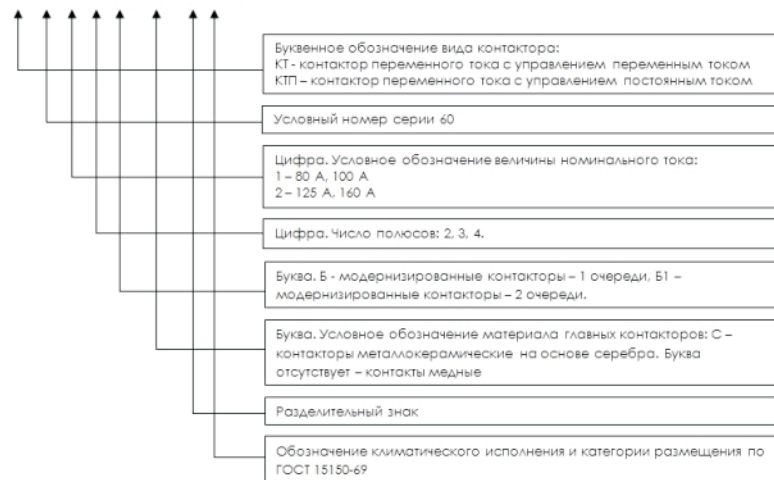 Буквенное обозначение вида контактора:
КТ - контактор переменного тока с управлением переменным током
КТП – контактор переменного тока с управлением постоянным током
Условный номер серии 60
Цифра. Условное обозначение величины номинального тока:
1 – 80 А, 100 А
2 – 125 А, 160 А
Цифра. Число полюсов: 2, 3, 4.
Буква. Б - модернизированные контакторы – 1 очереди, Б1 –
модернизированные контакторы – 2 очереди.
Буква. Условное обозначение материала главных контакторов: С –
контакторы металлокерамические на основе серебра. Буква
отсутствует – контакты медные
Разделительный знак
Обозначение климатического исполнения и категории размещения по
ГОСТ 15150-69